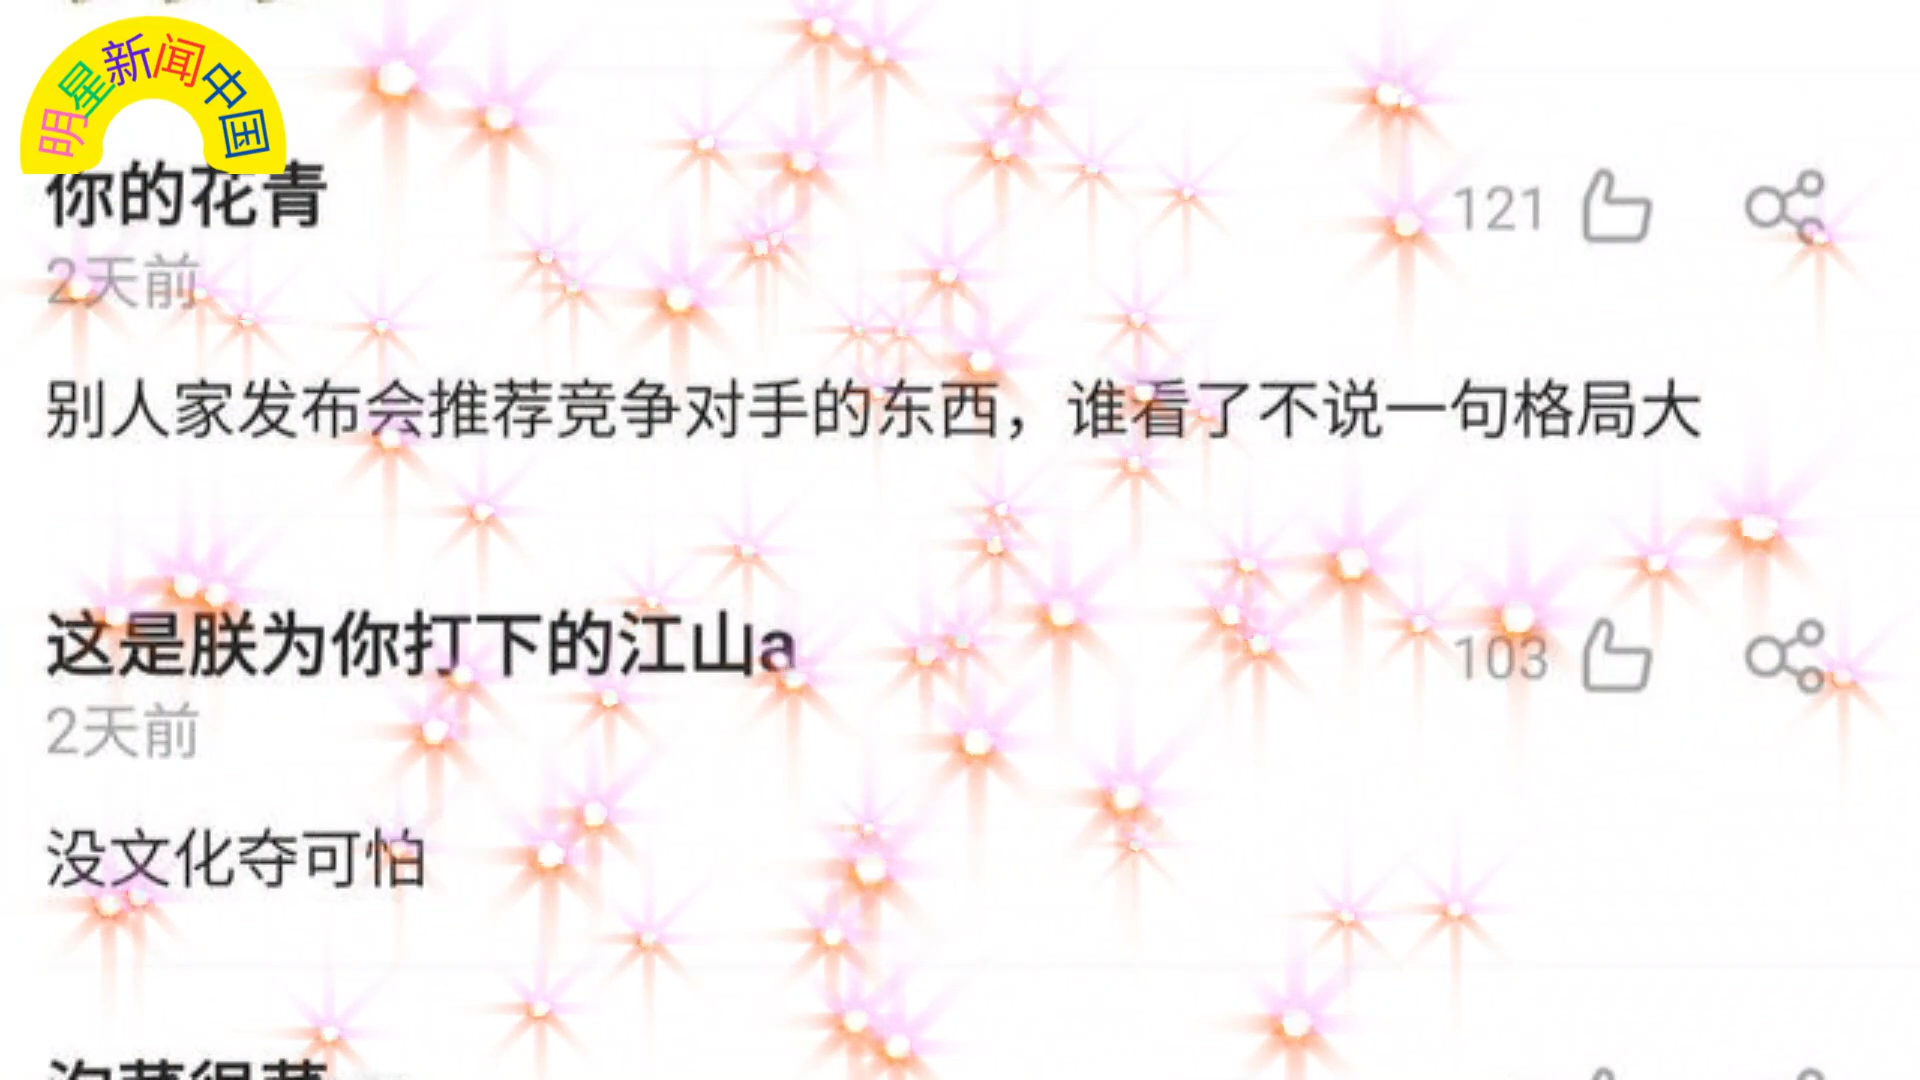 明星新闻中国
你的花青
121
2天前
别人家发布会推荐竞争对手的东西，谁看了不说一句格局大
这是朕为你打下的江山a
103
2天前
没文化夺可怕